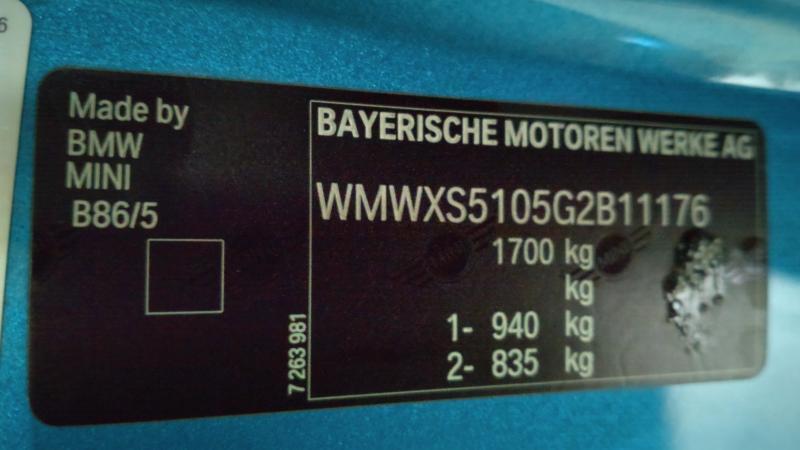 Made by
BMW
MINI
B86/5
7 263 981
BAYERISCHE MOTOREN WERKE AG
WMWXS5105G2B11176
1700 kg
kg
1- 940 kg
2- 835 kg
6